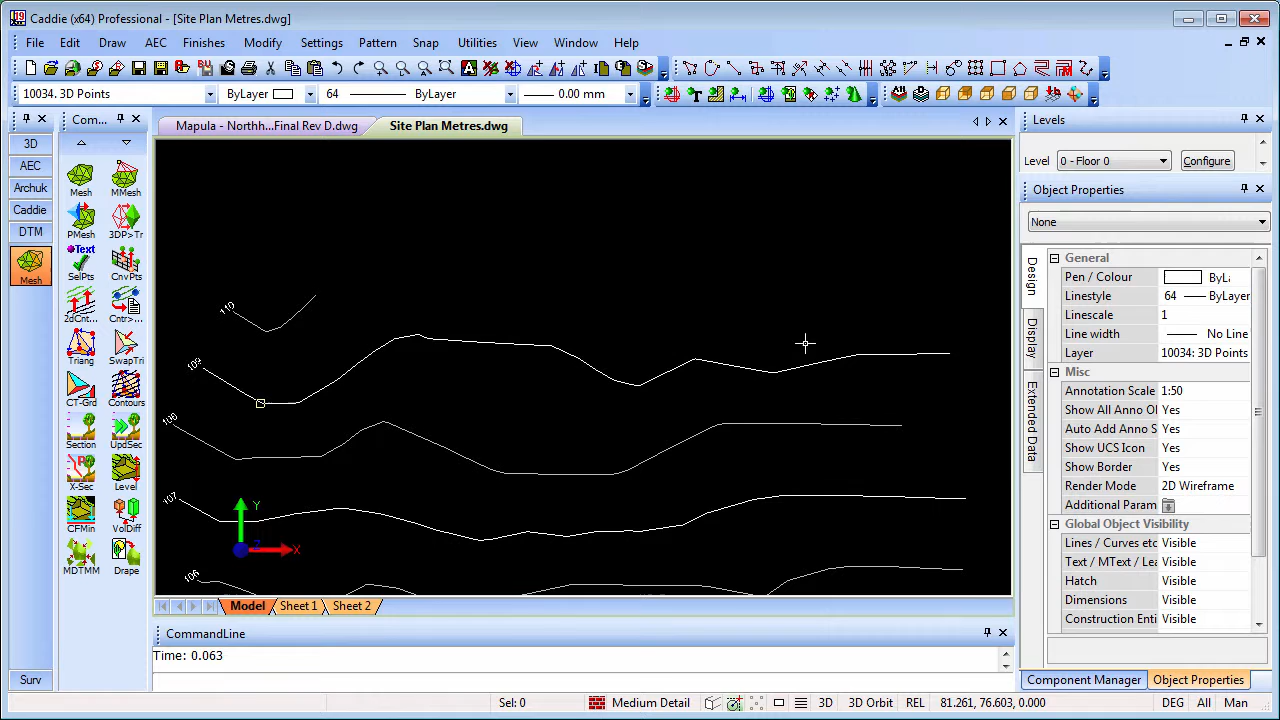 Caddie (x64) Professional - [Site Plan Metres.dwg]
File Edit Draw AEC Finishes Modify Settings Pattern Snap Utilities View Window Help
10034. 3D Points ByLayer 64 ByLayer 0.00 mm
Com...
Mapula - Northh...Final Rev D.dwg Site Plan Metres.dwg
Levels
Level 0 - Floor 0 Configure
Object Properties
None
3D
AEC
Archuk
Caddie
DTM
Mesh
Surv
Mesh MMesh
PMesh 3DP>Tr
Text
SelPts CnvPts
2dCnt... Cntr>...
Triang SwapTri
CT-Grd Contours
Section UpdSec
X-Sec Level
CFMin VolDiff
MDTMM Drape
110
109
108
107
106
Y
Z X
Design
Display
Extended Data
General
Pen / Colour ByLa
Linestyle 64 ByLayer
Linescale 1
Line width No Line
Layer 10034: 3D Points
Misc
Annotation Scale 1:50
Show All Anno Ol Yes
Auto Add Anno S Yes
Show UCS Icon Yes
Show Border Yes
Render Mode 2D Wireframe
Additional Param
Global Object Visibility
Lines / Curves etc Visible
Text / MText / Lea Visible
Hatch Visible
Dimensions Visible
Construction Enti Visible
Model Sheet 1 Sheet 2
CommandLine
Time: 0.063
Component Manager Object Properties
Sel: 0 Medium Detail 3D 3D Orbit REL 81.261, 76.603, 0.000 DEG All Man